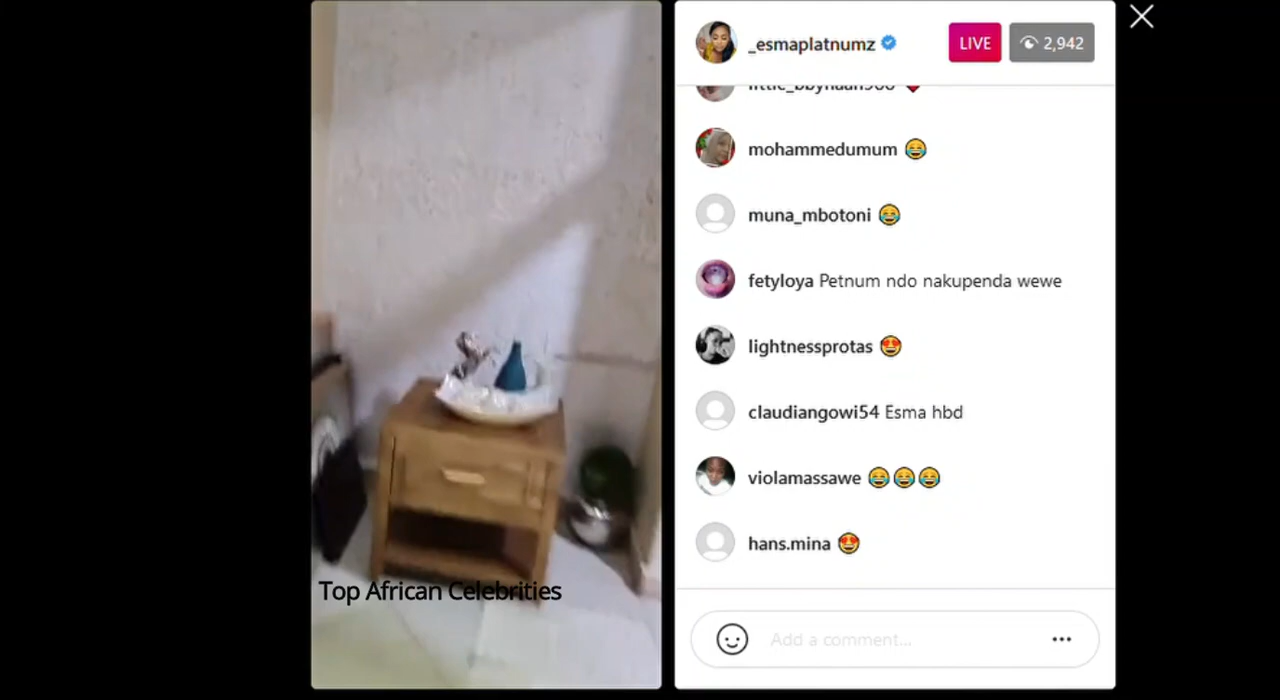 _esmaplatnumz
LIVE
2,942
mohammedumum 😂
muna_mbotoni 😂
fetyloya Petnum ndo nakupenda wewe
lightnessprotas 😍
claudiangowi54 Esma hbd
violamassawe 😂😂😂
hans.mina 😍
Top African Celebrities
Add a comment...